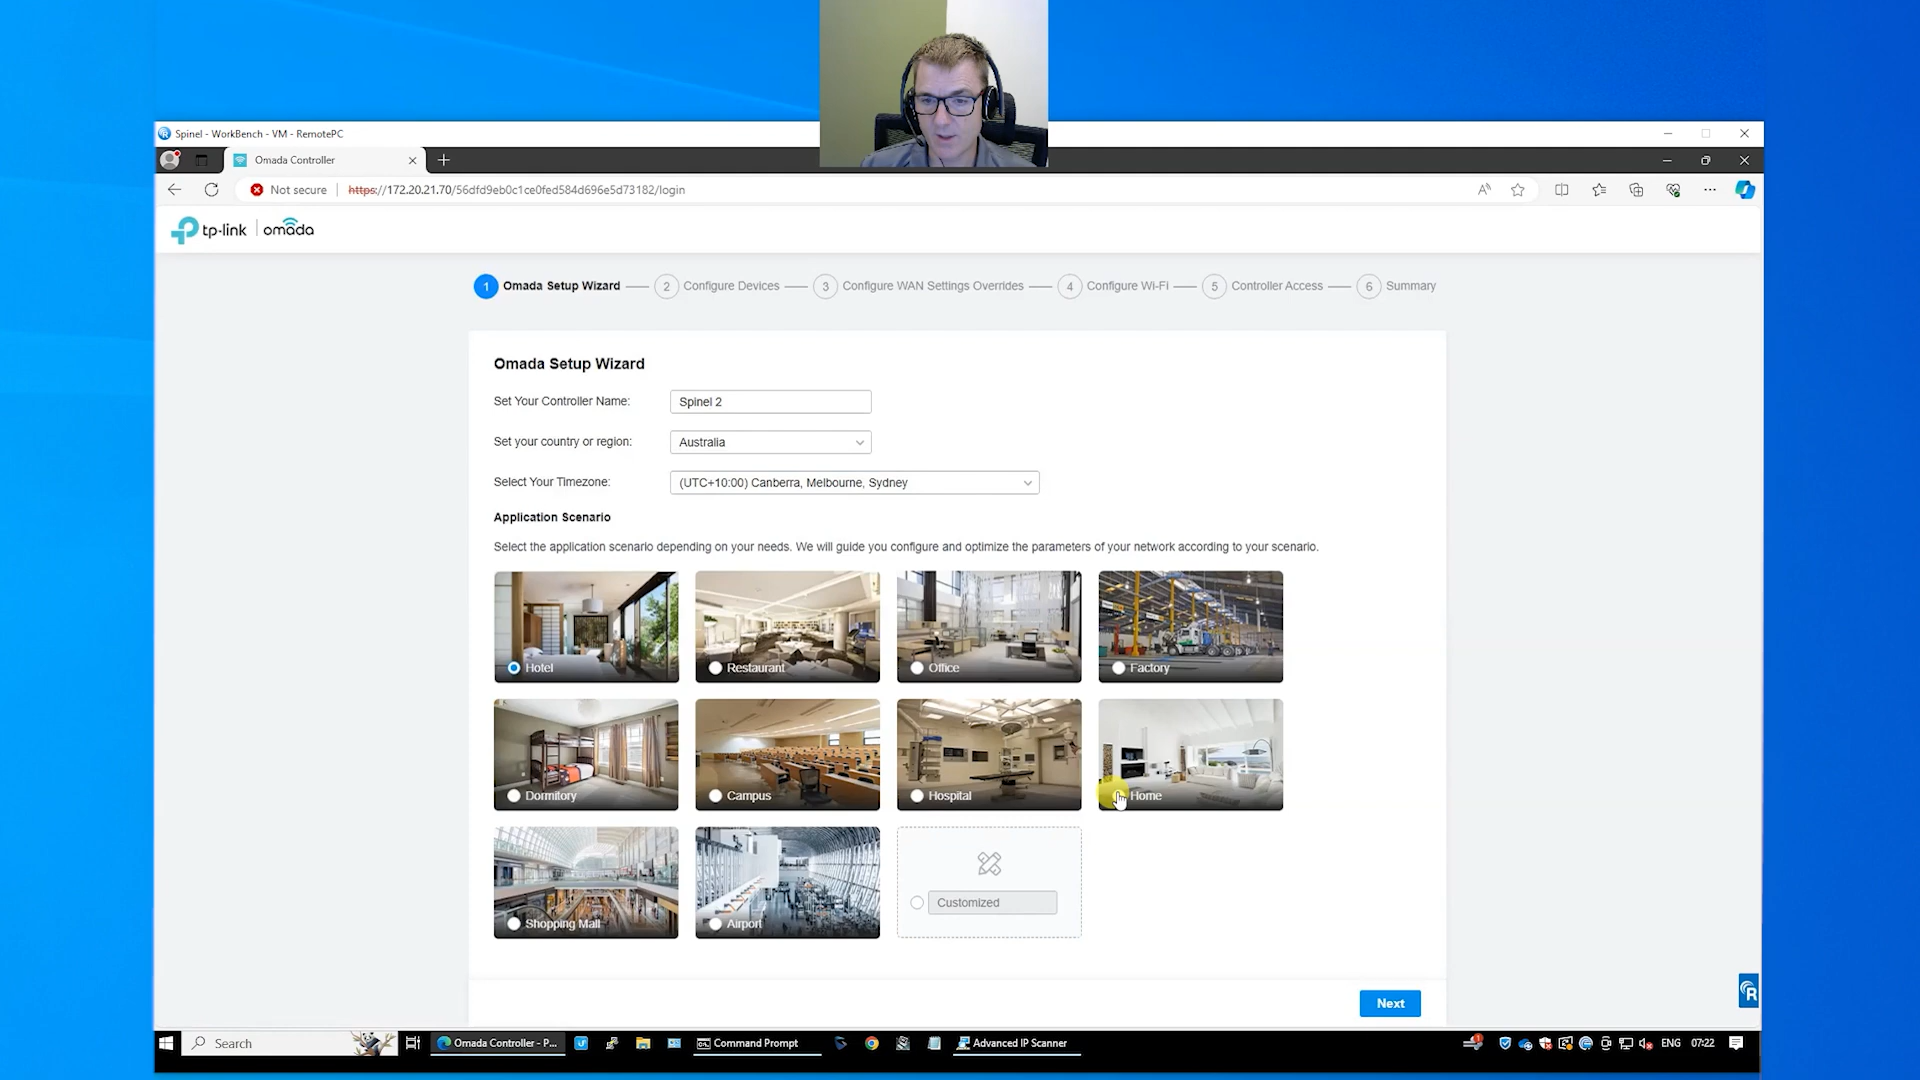 Spinel - WorkBench - VM - RemotePC
Omada Controller
Not secure https://172.20.21.70/56dfd9eb0c1ce0fed584d696e5d73182/login
tp-link omada
1 Omada Setup Wizard 2 Configure Devices 3 Configure WAN Settings Overrides 4 Configure Wi-Fi 5 Controller Access 6 Summary
Omada Setup Wizard
Set Your Controller Name: Spinel 2
Set your country or region: Australia
Select Your Timezone: (UTC+10:00) Canberra, Melbourne, Sydney
Application Scenario
Select the application scenario depending on your needs. We will guide you configure and optimize the parameters of your network according to your scenario.
Hotel Restaurant Office Factory
Dormitory Campus Hospital Home
Shopping Mall Airport Customized
Next
Search Omada Controller - P... Command Prompt Advanced IP Scanner ENG 07:22